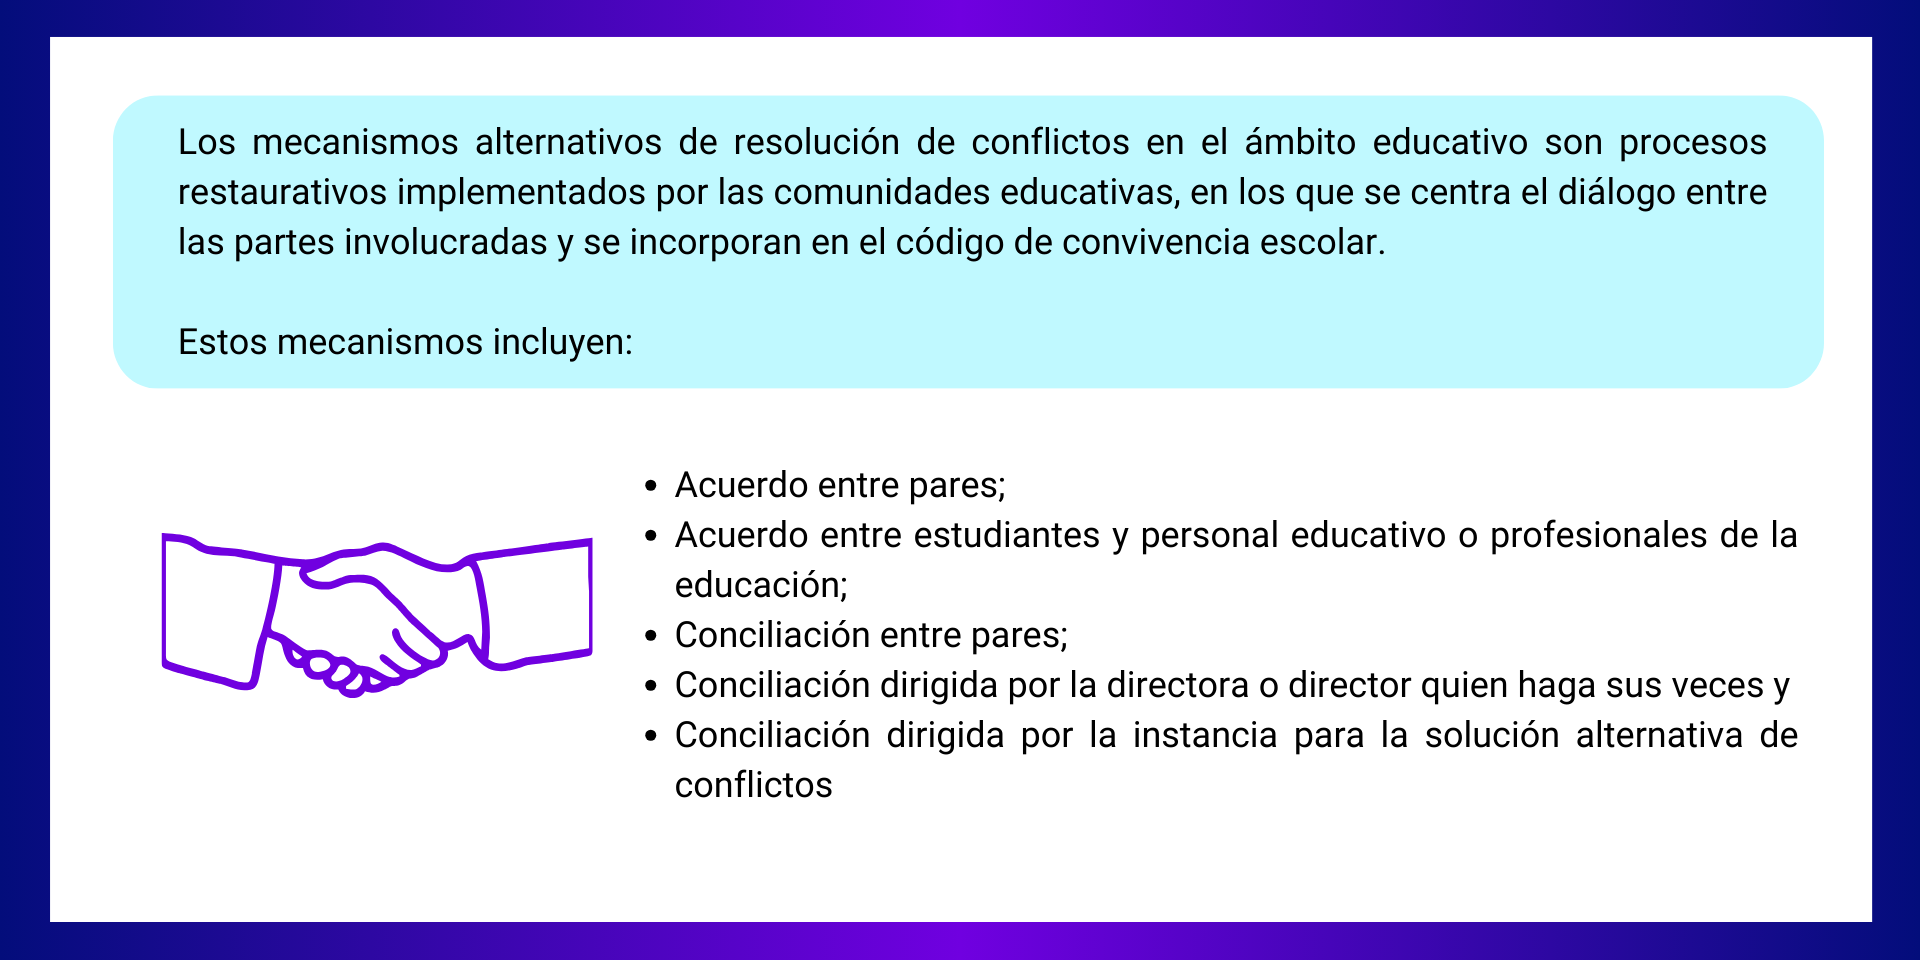 Los mecanismos alternativos de resolución de conflictos en el ámbito educativo son procesos
restaurativos implementados por las comunidades educativas, en los que se centra el diálogo entre
las partes involucradas y se incorporan en el código de convivencia escolar.
Estos mecanismos incluyen:
• Acuerdo entre pares;
• Acuerdo entre estudiantes y personal educativo o profesionales de la
educación;
• Conciliación entre pares;
• Conciliación dirigida por la directora o director quien haga sus veces y
• Conciliación dirigida por la instancia para la solución alternativa de
conflictos